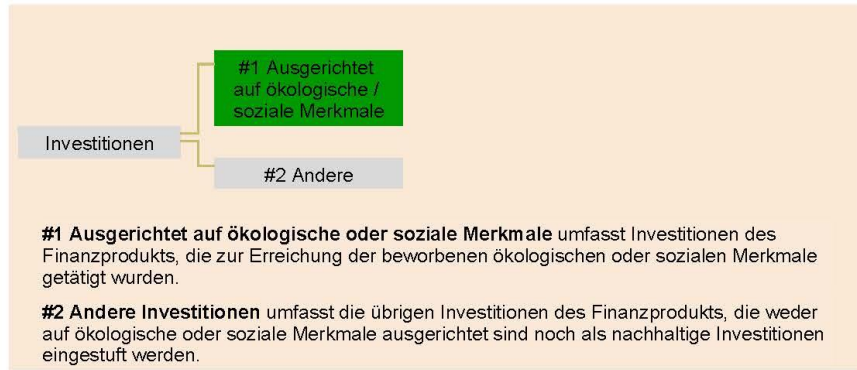 #1 Ausgerichtet
auf ökologische /
soziale Merkmale
Investitionen
#2 Andere
#1 Ausgerichtet auf ökologische oder soziale Merkmale umfasst Investitionen des
Finanzprodukts, die zur Erreichung der beworbenen ökologischen oder sozialen Merkmale
getätigt wurden.
#2 Andere Investitionen umfasst die übrigen Investitionen des Finanzprodukts, die weder
auf ökologische oder soziale Merkmale ausgerichtet sind noch als nachhaltige Investitionen
eingestuft werden.